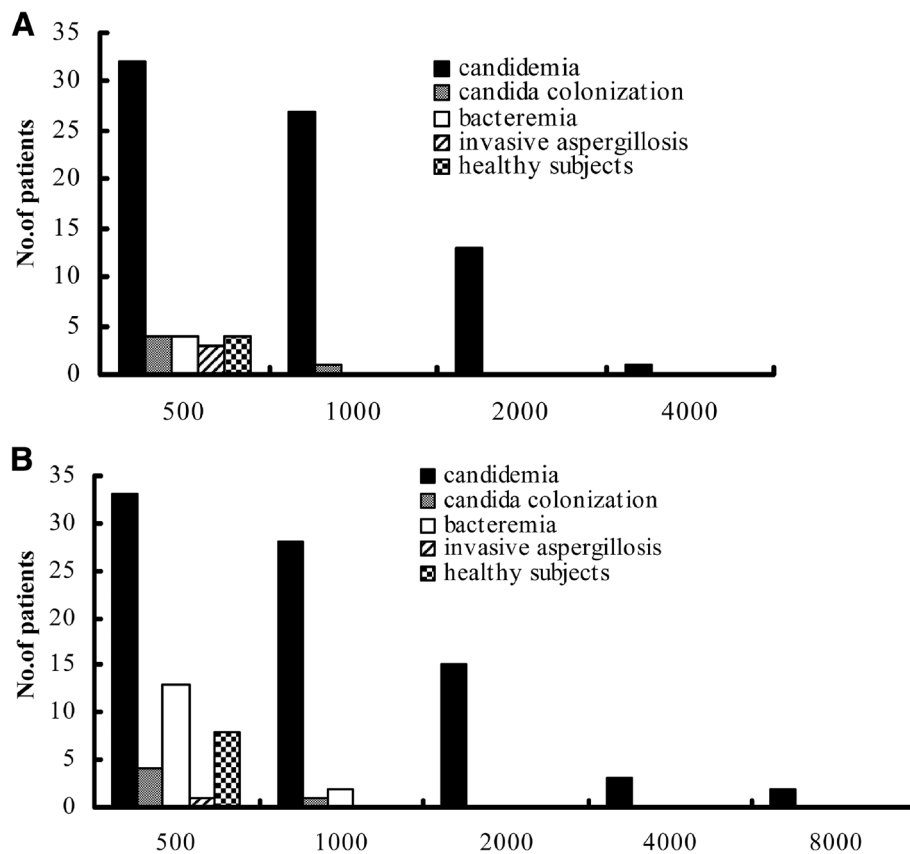 A
35
30
25
20
15
10
5
0
No.of patients
candidemia
candida colonization
bacteremia
invasive aspergillosis
healthy subjects
500 1000 2000 4000
B
35
30
25
20
15
10
5
0
No.of patients
candidemia
candida colonization
bacteremia
invasive aspergillosis
healthy subjects
500 1000 2000 4000 8000